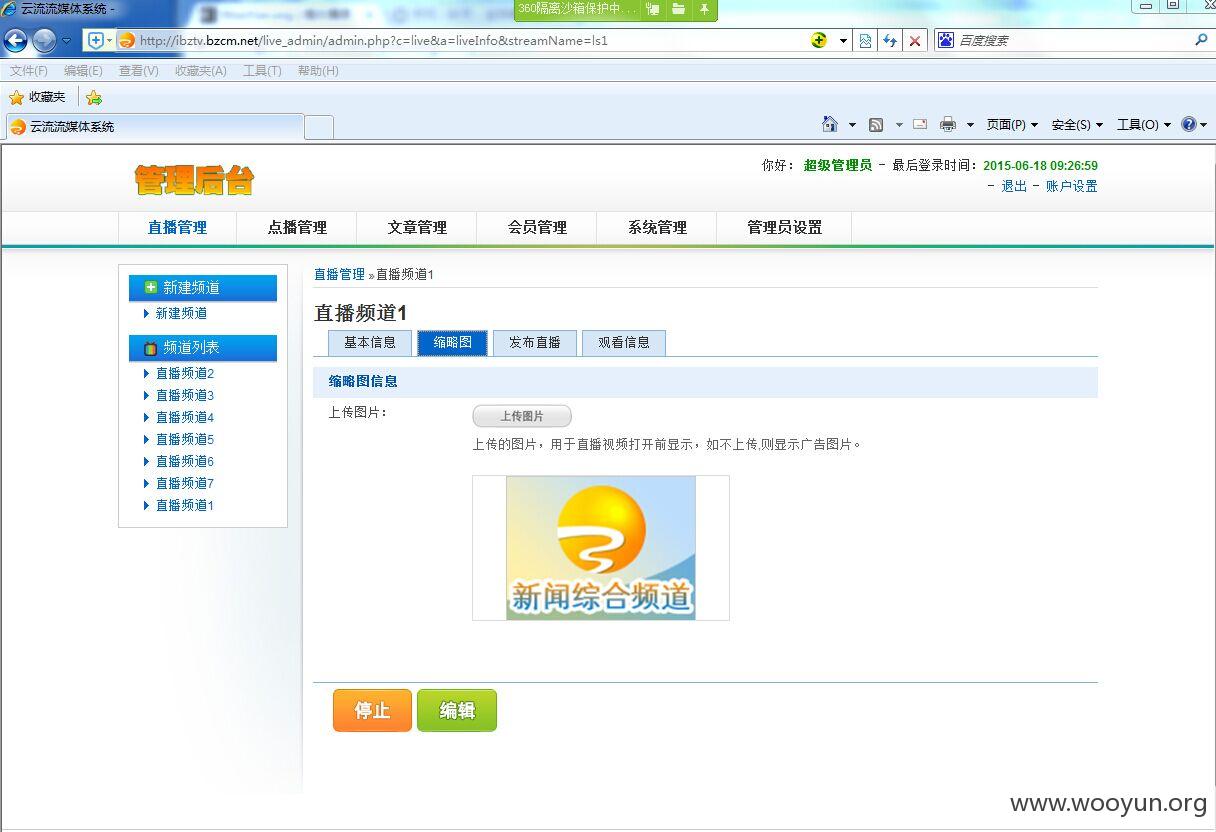 云流流媒体系统 -
360隔离沙箱保护中...
http://ibztv.bzcm.net/live_admin/admin.php?c=live&a=liveInfo&streamName=ls1
百度搜索
文件(F) 编辑(E) 查看(V) 收藏夹(A) 工具(T) 帮助(H)
收藏夹
云流流媒体系统
页面(P) 安全(S) 工具(O)
管理后台
你好： 超级管理员 - 最后登录时间：2015-06-18 09:26:59
- 退出 - 账户设置
直播管理 点播管理 文章管理 会员管理 系统管理 管理员设置
新建频道
新建频道
频道列表
直播频道2
直播频道3
直播频道4
直播频道5
直播频道6
直播频道7
直播频道1
直播管理 » 直播频道1
直播频道1
基本信息 缩略图 发布直播 观看信息
缩略图信息
上传图片： 上传图片
上传的图片，用于直播视频打开前显示，如不上传,则显示广告图片。
新闻综合频道
停止 编辑
www.wooyun.org